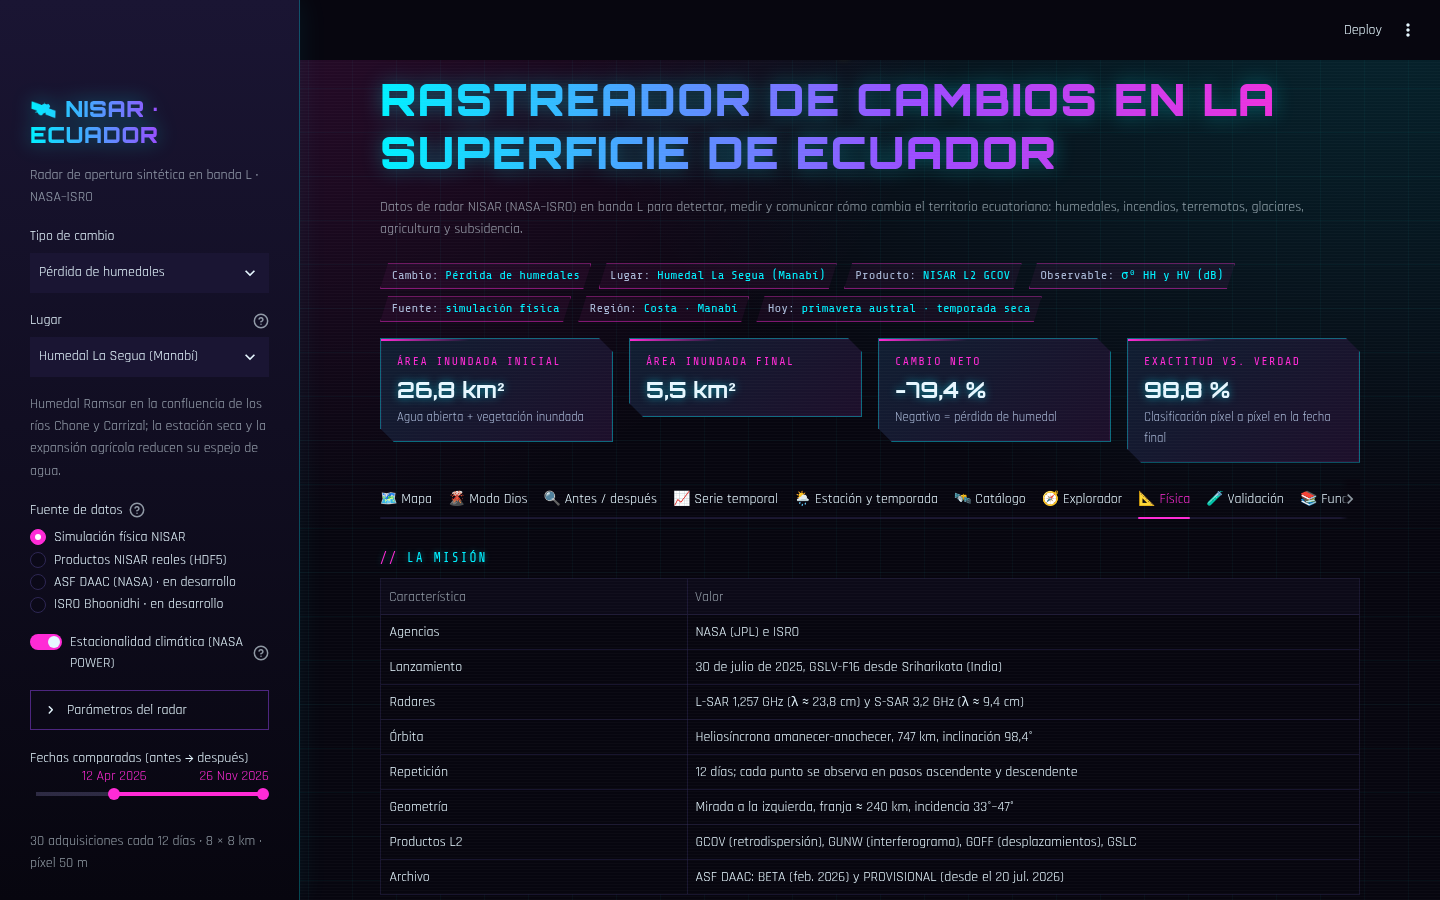 Deploy
NISAR ·
ECUADOR
Radar de apertura sintética en banda L ·
NASA-ISRO
Tipo de cambio
Pérdida de humedales
Lugar
Humedal La Segua (Manabí)
Humedal Ramsar en la confluencia de los
ríos Chone y Carrizal; la estación seca y la
expansión agrícola reducen su espejo de
agua.
Fuente de datos
Simulación física NISAR
Productos NISAR reales (HDF5)
ASF DAAC (NASA) · en desarrollo
ISRO Bhoonidhi · en desarrollo
Estacionalidad climática (NASA
POWER)
Parámetros del radar
Fechas comparadas (antes → después)
12 Apr 2026 26 Nov 2026
30 adquisiciones cada 12 días · 8 × 8 km ·
píxel 50 m
RASTREADOR DE CAMBIOS EN LA
SUPERFICIE DE ECUADOR
Datos de radar NISAR (NASA-ISRO) en banda L para detectar, medir y comunicar cómo cambia el territorio ecuatoriano: humedales, incendios, terremotos, glaciares,
agricultura y subsidencia.
Cambio: Pérdida de humedales Lugar: Humedal La Segua (Manabí) Producto: NISAR L2 GCOV Observable: σ⁰ HH y HV (dB)
Fuente: simulación física Región: Costa · Manabí Hoy: primavera austral · temporada seca
ÁREA INUNDADA INICIAL
26,8 km²
Agua abierta + vegetación inundada
ÁREA INUNDADA FINAL
5,5 km²
CAMBIO NETO
-79,4 %
Negativo = pérdida de humedal
EXACTITUD VS. VERDAD
98,8 %
Clasificación píxel a píxel en la fecha
final
Mapa Modo Dios Antes / después Serie temporal Estación y temporada Catálogo Explorador Física Validación
// LA MISIÓN
Característica Valor
Agencias NASA (JPL) e ISRO
Lanzamiento 30 de julio de 2025, GSLV-F16 desde Sriharikota (India)
Radares L-SAR 1,257 GHz (λ ≈ 23,8 cm) y S-SAR 3,2 GHz (λ ≈ 9,4 cm)
Órbita Heliosíncrona amanecer-anochecer, 747 km, inclinación 98,4°
Repetición 12 días; cada punto se observa en pasos ascendente y descendente
Geometría Mirada a la izquierda, franja ≈ 240 km, incidencia 33°–47°
Productos L2 GCOV (retrodispersión), GUNW (interferograma), GOFF (desplazamientos), GSLC
Archivo ASF DAAC: BETA (feb. 2026) y PROVISIONAL (desde el 20 jul. 2026)